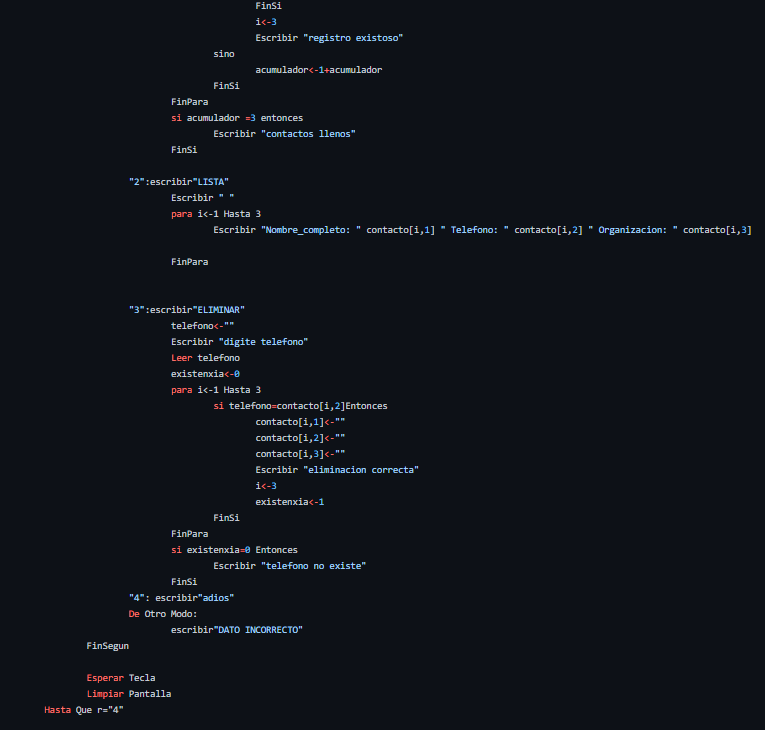 FinSi
i<-3
Escribir "registro existoso"
sino
acumulador<-1+acumulador
FinSi
FinPara
si acumulador =3 entonces
Escribir "contactos llenos"
FinSi
"2":escribir"LISTA"
Escribir " "
para i<-1 Hasta 3
Escribir "Nombre_completo: " contacto[i,1] " Telefono: " contacto[i,2] " Organizacion: " contacto[i,3]
FinPara
"3":escribir"ELIMINAR"
telefono<-""
Escribir "digite telefono"
Leer telefono
existenxia<-0
para i<-1 Hasta 3
si telefono=contacto[i,2]Entonces
contacto[i,1]<-""
contacto[i,2]<-""
contacto[i,3]<-""
Escribir "eliminacion correcta"
i<-3
existenxia<-1
FinSi
FinPara
si existenxia=0 Entonces
Escribir "telefono no existe"
FinSi
"4": escribir"adios"
De Otro Modo:
escribir"DATO INCORRECTO"
FinSegun
Esperar Tecla
Limpiar Pantalla
Hasta Que r="4"